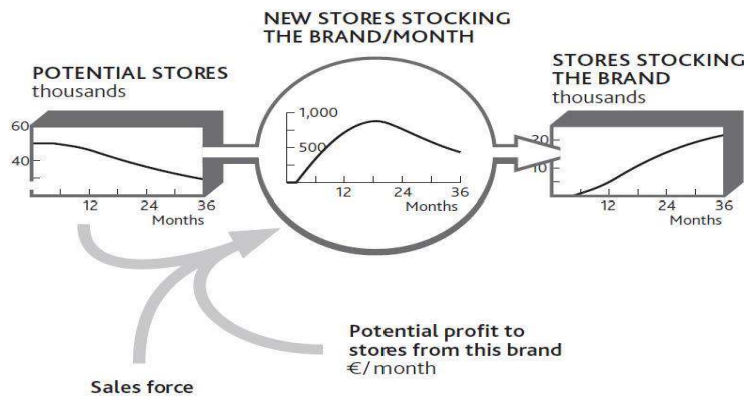 NEW STORES STOCKING
THE BRAND/MONTH
POTENTIAL STORES
thousands
60
40
12 24 36
Months
1,000
500
12 24 36
Months
STORES STOCKING
THE BRAND
thousands
20
10
12 24 36
Months
Potential profit to
stores from this brand
€/month
Sales force